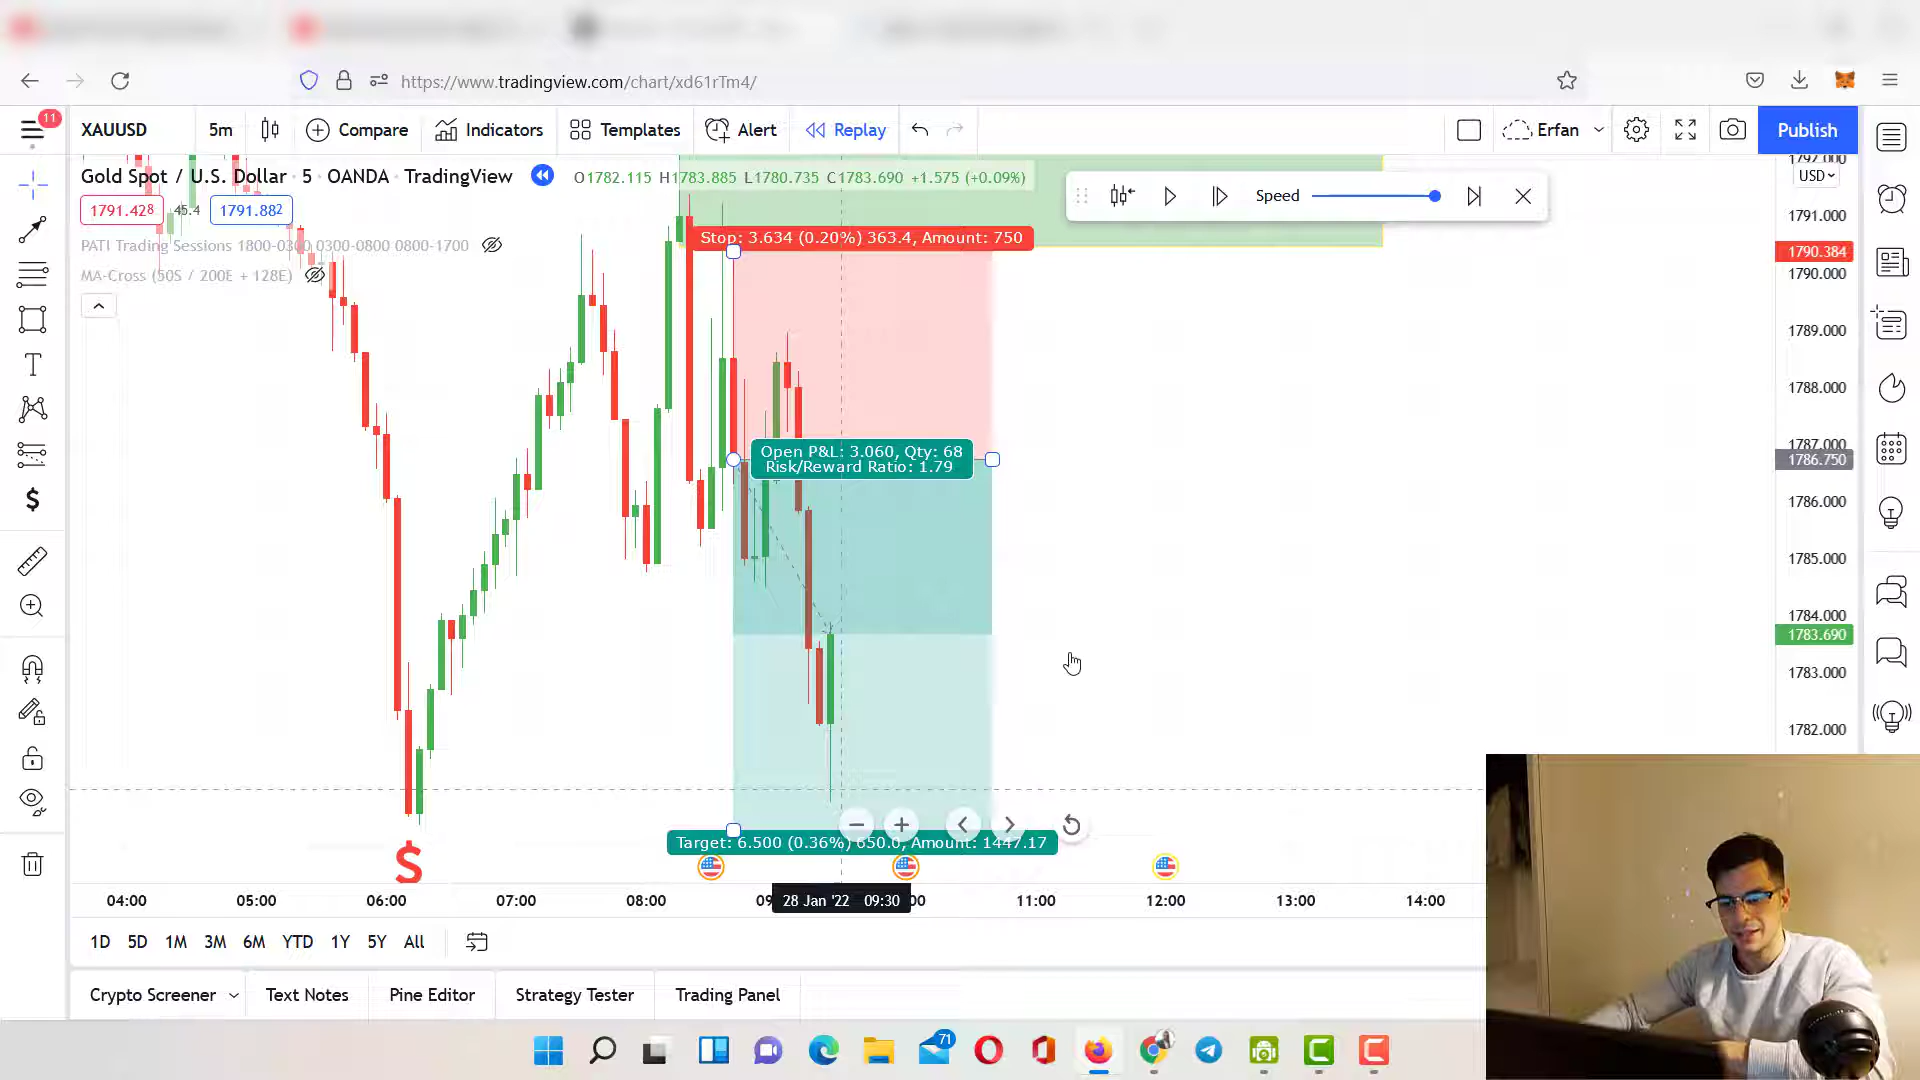 https://www.tradingview.com/chart/xd61rTm4/
11
XAUUSD
5m
Compare
Indicators
Templates
Alert
Replay
Erfan
Publish
Gold Spot / U.S. Dollar · 5 · OANDA · TradingView
O1782.115 H1783.885 L1780.735 C1783.690 +1.575 (+0.09%)
1791.428
45.4
1791.882
PATI Trading Sessions 1800-0300 0300-0800 0800-1700
MA-Cross (50S / 200E + 128E)
Speed
1792.000
USD
1791.000
1790.384
1790.000
1789.000
1788.000
1787.000
1786.750
1786.000
1785.000
1784.000
1783.690
1783.000
1782.000
Stop: 3.634 (0.20%) 363.4, Amount: 750
Open P&L: 3.060, Qty: 68
Risk/Reward Ratio: 1.79
Target: 6.500 (0.36%) 650.0, Amount: 1447.17
$
04:00
05:00
06:00
07:00
08:00
28 Jan '22 09:30
11:00
12:00
13:00
14:00
1D
5D
1M
3M
6M
YTD
1Y
5Y
All
Crypto Screener
Text Notes
Pine Editor
Strategy Tester
Trading Panel
71